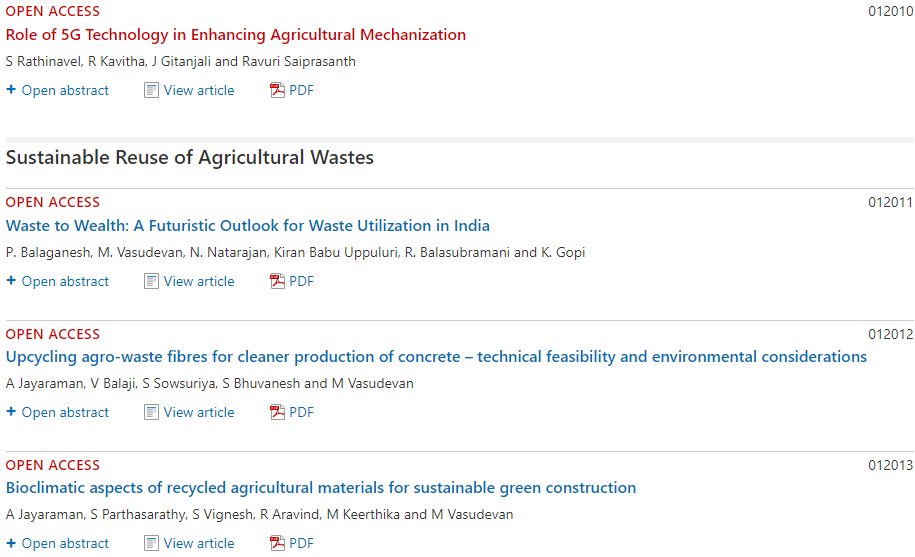 OPEN ACCESS 012010
Role of 5G Technology in Enhancing Agricultural Mechanization
S Rathinavel, R Kavitha, J Gitanjali and Ravuri Saiprasanth
+ Open abstract View article PDF
Sustainable Reuse of Agricultural Wastes
OPEN ACCESS 012011
Waste to Wealth: A Futuristic Outlook for Waste Utilization in India
P. Balaganesh, M. Vasudevan, N. Natarajan, Kiran Babu Uppuluri, R. Balasubramani and K. Gopi
+ Open abstract View article PDF
OPEN ACCESS 012012
Upcycling agro-waste fibres for cleaner production of concrete – technical feasibility and environmental considerations
A Jayaraman, V Balaji, S Sowsuriya, S Bhuvanesh and M Vasudevan
+ Open abstract View article PDF
OPEN ACCESS 012013
Bioclimatic aspects of recycled agricultural materials for sustainable green construction
A Jayaraman, S Parthasarathy, S Vignesh, R Aravind, M Keerthika and M Vasudevan
+ Open abstract View article PDF